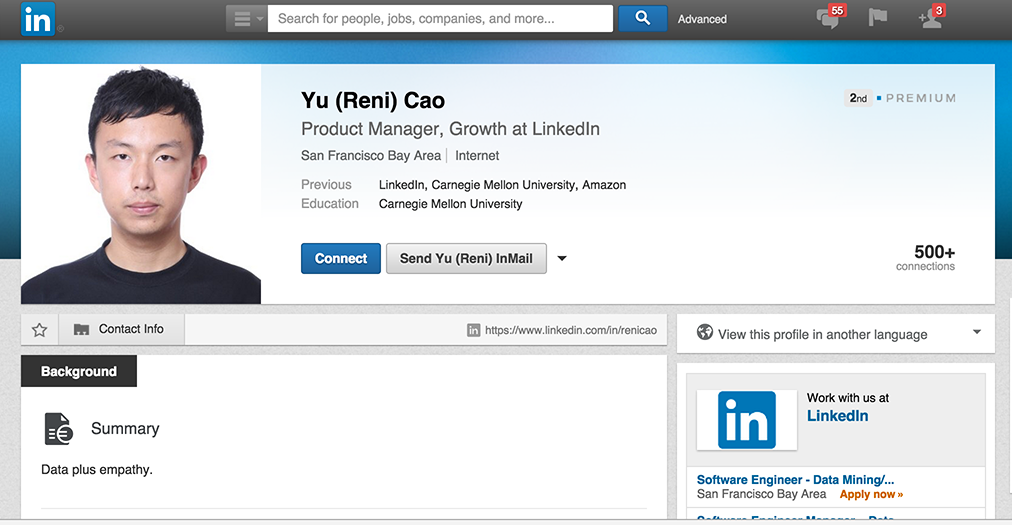 in ®
Search for people, jobs, companies, and more...
Advanced
55
3
Yu (Reni) Cao
2nd
PREMIUM
Product Manager, Growth at LinkedIn
San Francisco Bay Area | Internet
Previous LinkedIn, Carnegie Mellon University, Amazon
Education Carnegie Mellon University
Connect
Send Yu (Reni) InMail
500+
connections
Contact Info
in https://www.linkedin.com/in/renicao
View this profile in another language
Background
Summary
Data plus empathy.
in
Work with us at
LinkedIn
Software Engineer - Data Mining/...
San Francisco Bay Area Apply now »